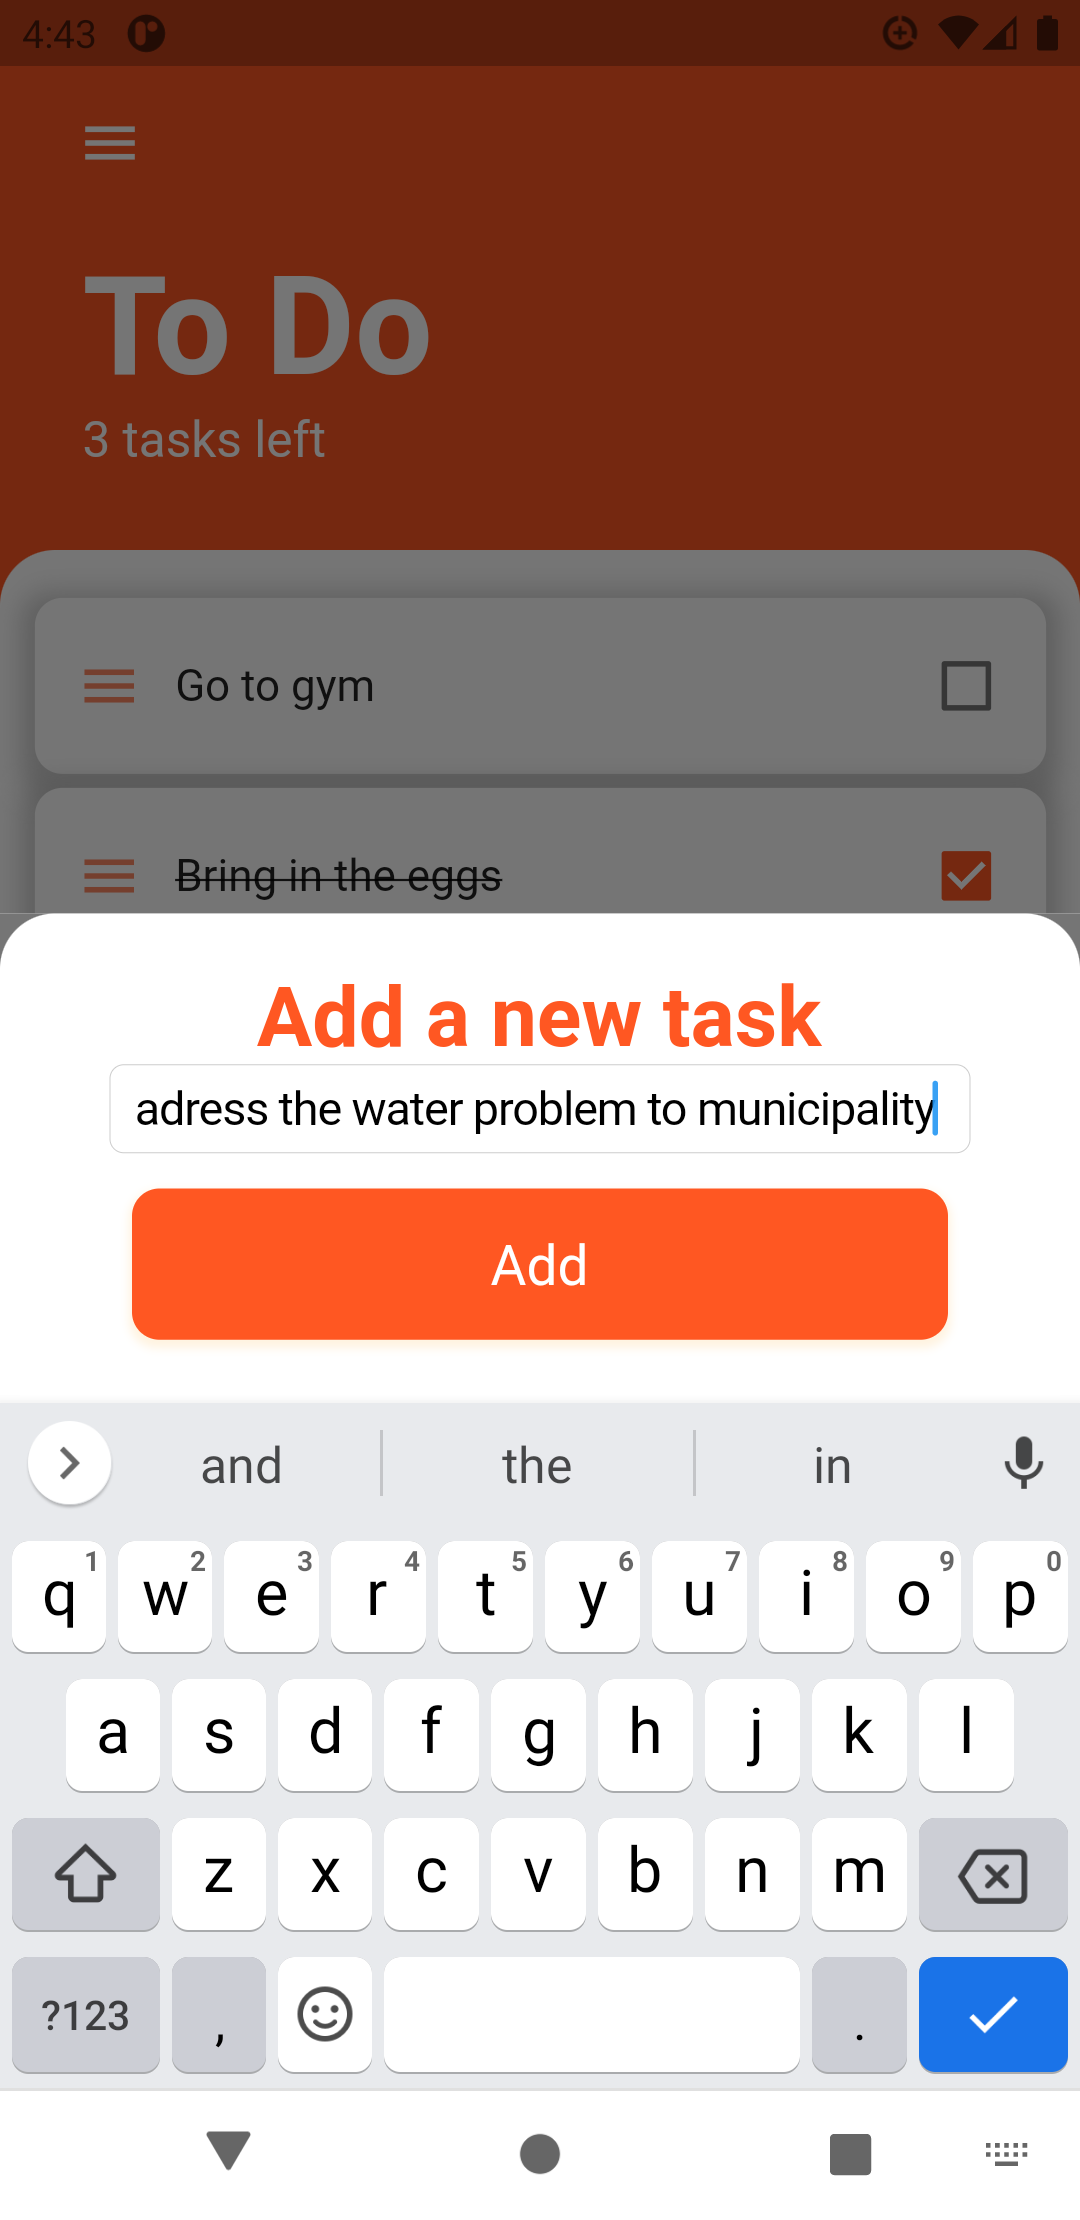 4:43
To Do
3 tasks left
Go to gym
Bring in the eggs
Add a new task
adress the water problem to municipality
Add
and the in
q 1 w 2 e 3 r 4 t 5 y 6 u 7 i 8 o 9 p 0
a s d f g h j k l
z x c v b n m
?123 , .